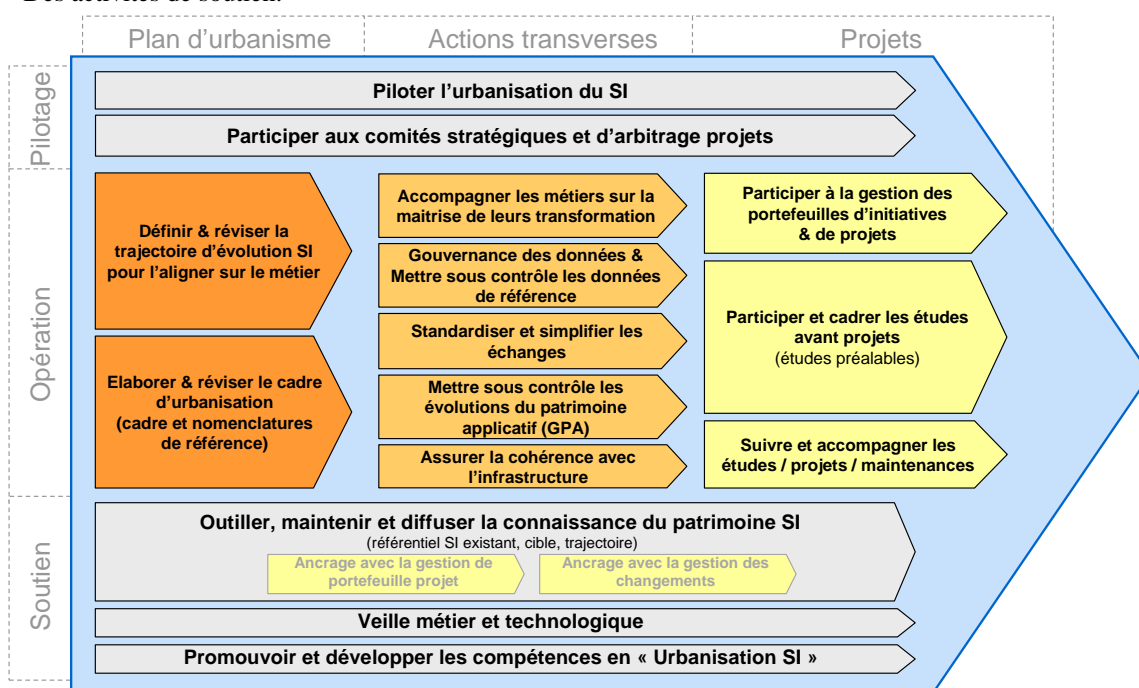 Des activités de soutien.
Plan d’urbanisme
Actions transverses
Projets
Pilotage
Piloter l’urbanisation du SI
Participer aux comités stratégiques et d’arbitrage projets
Opération
Définir & réviser la
trajectoire d’évolution SI
pour l’aligner sur le métier
Elaborer & réviser le cadre
d’urbanisation
(cadre et nomenclatures
de référence)
Accompagner les métiers sur la
maitrise de leurs transformation
Gouvernance des données &
Mettre sous contrôle les données
de référence
Standardiser et simplifier les
échanges
Mettre sous contrôle les
évolutions du patrimoine
applicatif (GPA)
Assurer la cohérence avec
l’infrastructure
Participer à la gestion des
portefeuilles d’initiatives
& de projets
Participer et cadrer les études
avant projets
(études préalables)
Suivre et accompagner les
études / projets / maintenances
Soutien
Outiller, maintenir et diffuser la connaissance du patrimoine SI
(référentiel SI existant, cible, trajectoire)
Ancrage avec la gestion de
portefeuille projet
Ancrage avec la gestion des
changements
Veille métier et technologique
Promouvoir et développer les compétences en « Urbanisation SI »